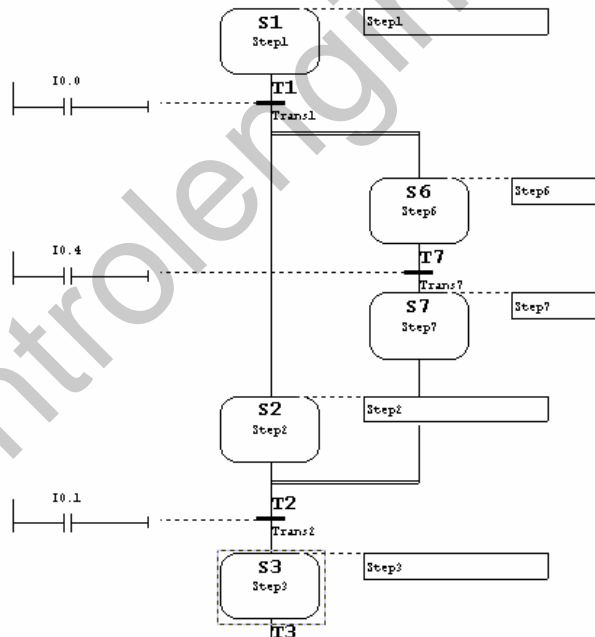 S1
Step1
Step1
I0.0
T1
Trans1
S6
Step6
Step6
I0.4
T7
Trans7
S7
Step7
Step7
S2
Step2
Step2
I0.1
T2
Trans2
S3
Step3
Step3
T3
ntrolengin